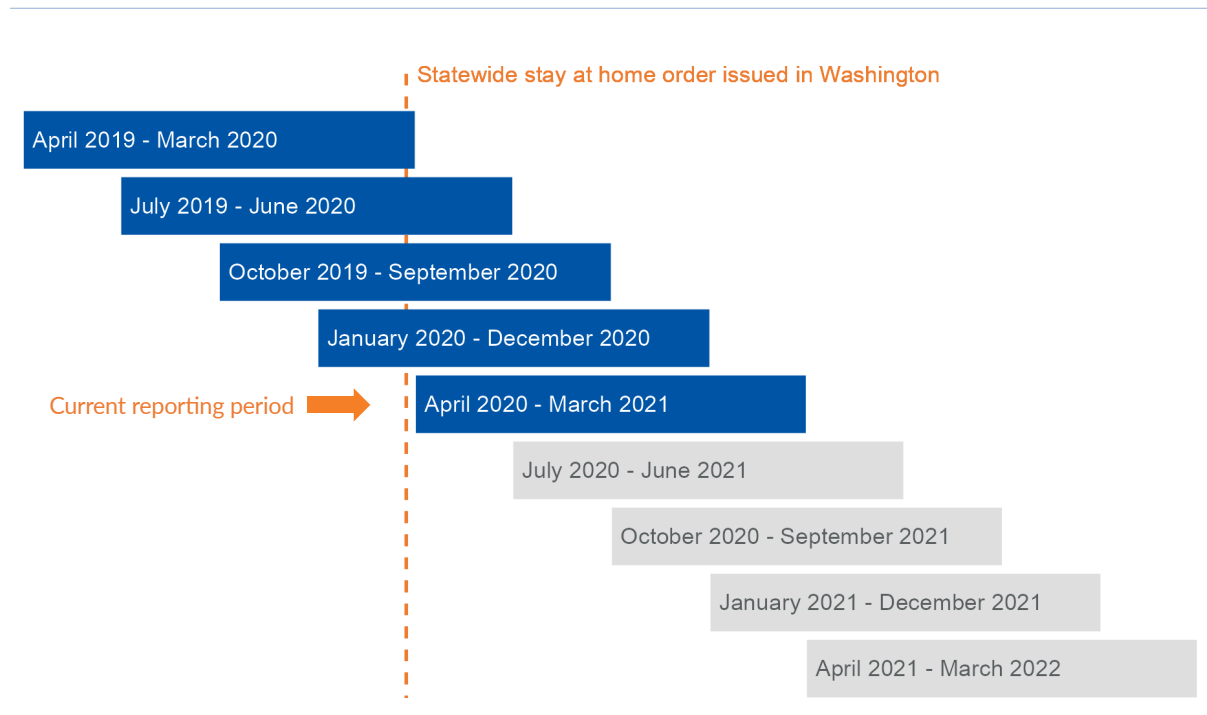 Statewide stay at home order issued in Washington
April 2019 - March 2020
July 2019 - June 2020
October 2019 - September 2020
January 2020 - December 2020
Current reporting period
April 2020 - March 2021
July 2020 - June 2021
October 2020 - September 2021
January 2021 - December 2021
April 2021 - March 2022